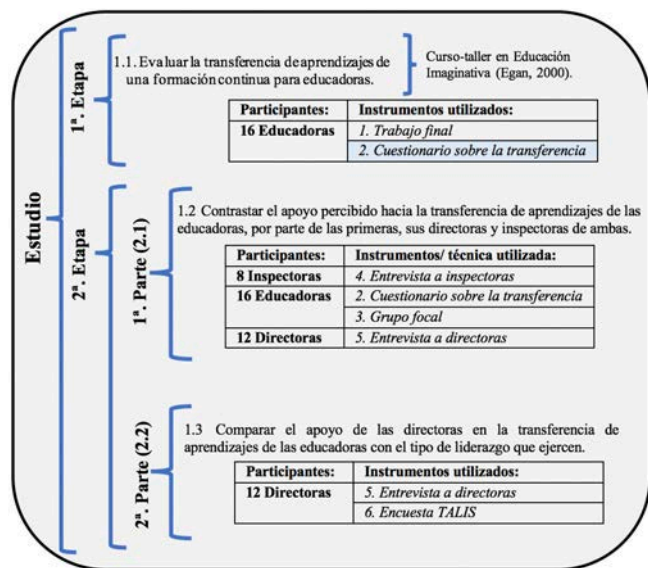 Estudio
1ª. Etapa
1.1. Evaluar la transferencia de aprendizajes de
una formación continua para educadoras.
Curso-taller en Educación
Imaginativa (Egan, 2000).
Participantes: Instrumentos utilizados:
16 Educadoras 1. Trabajo final
2. Cuestionario sobre la transferencia
2ª. Etapa
1ª. Parte (2.1)
1.2 Contrastar el apoyo percibido hacia la transferencia de aprendizajes de las
educadoras, por parte de las primeras, sus directoras y inspectoras de ambas.
Participantes: Instrumentos/ técnica utilizada:
8 Inspectoras 4. Entrevista a inspectoras
16 Educadoras 2. Cuestionario sobre la transferencia
3. Grupo focal
12 Directoras 5. Entrevista a directoras
2ª. Parte (2.2)
1.3 Comparar el apoyo de las directoras en la transferencia de
aprendizajes de las educadoras con el tipo de liderazgo que ejercen.
Participantes: Instrumentos utilizados:
12 Directoras 5. Entrevista a directoras
6. Encuesta TALIS